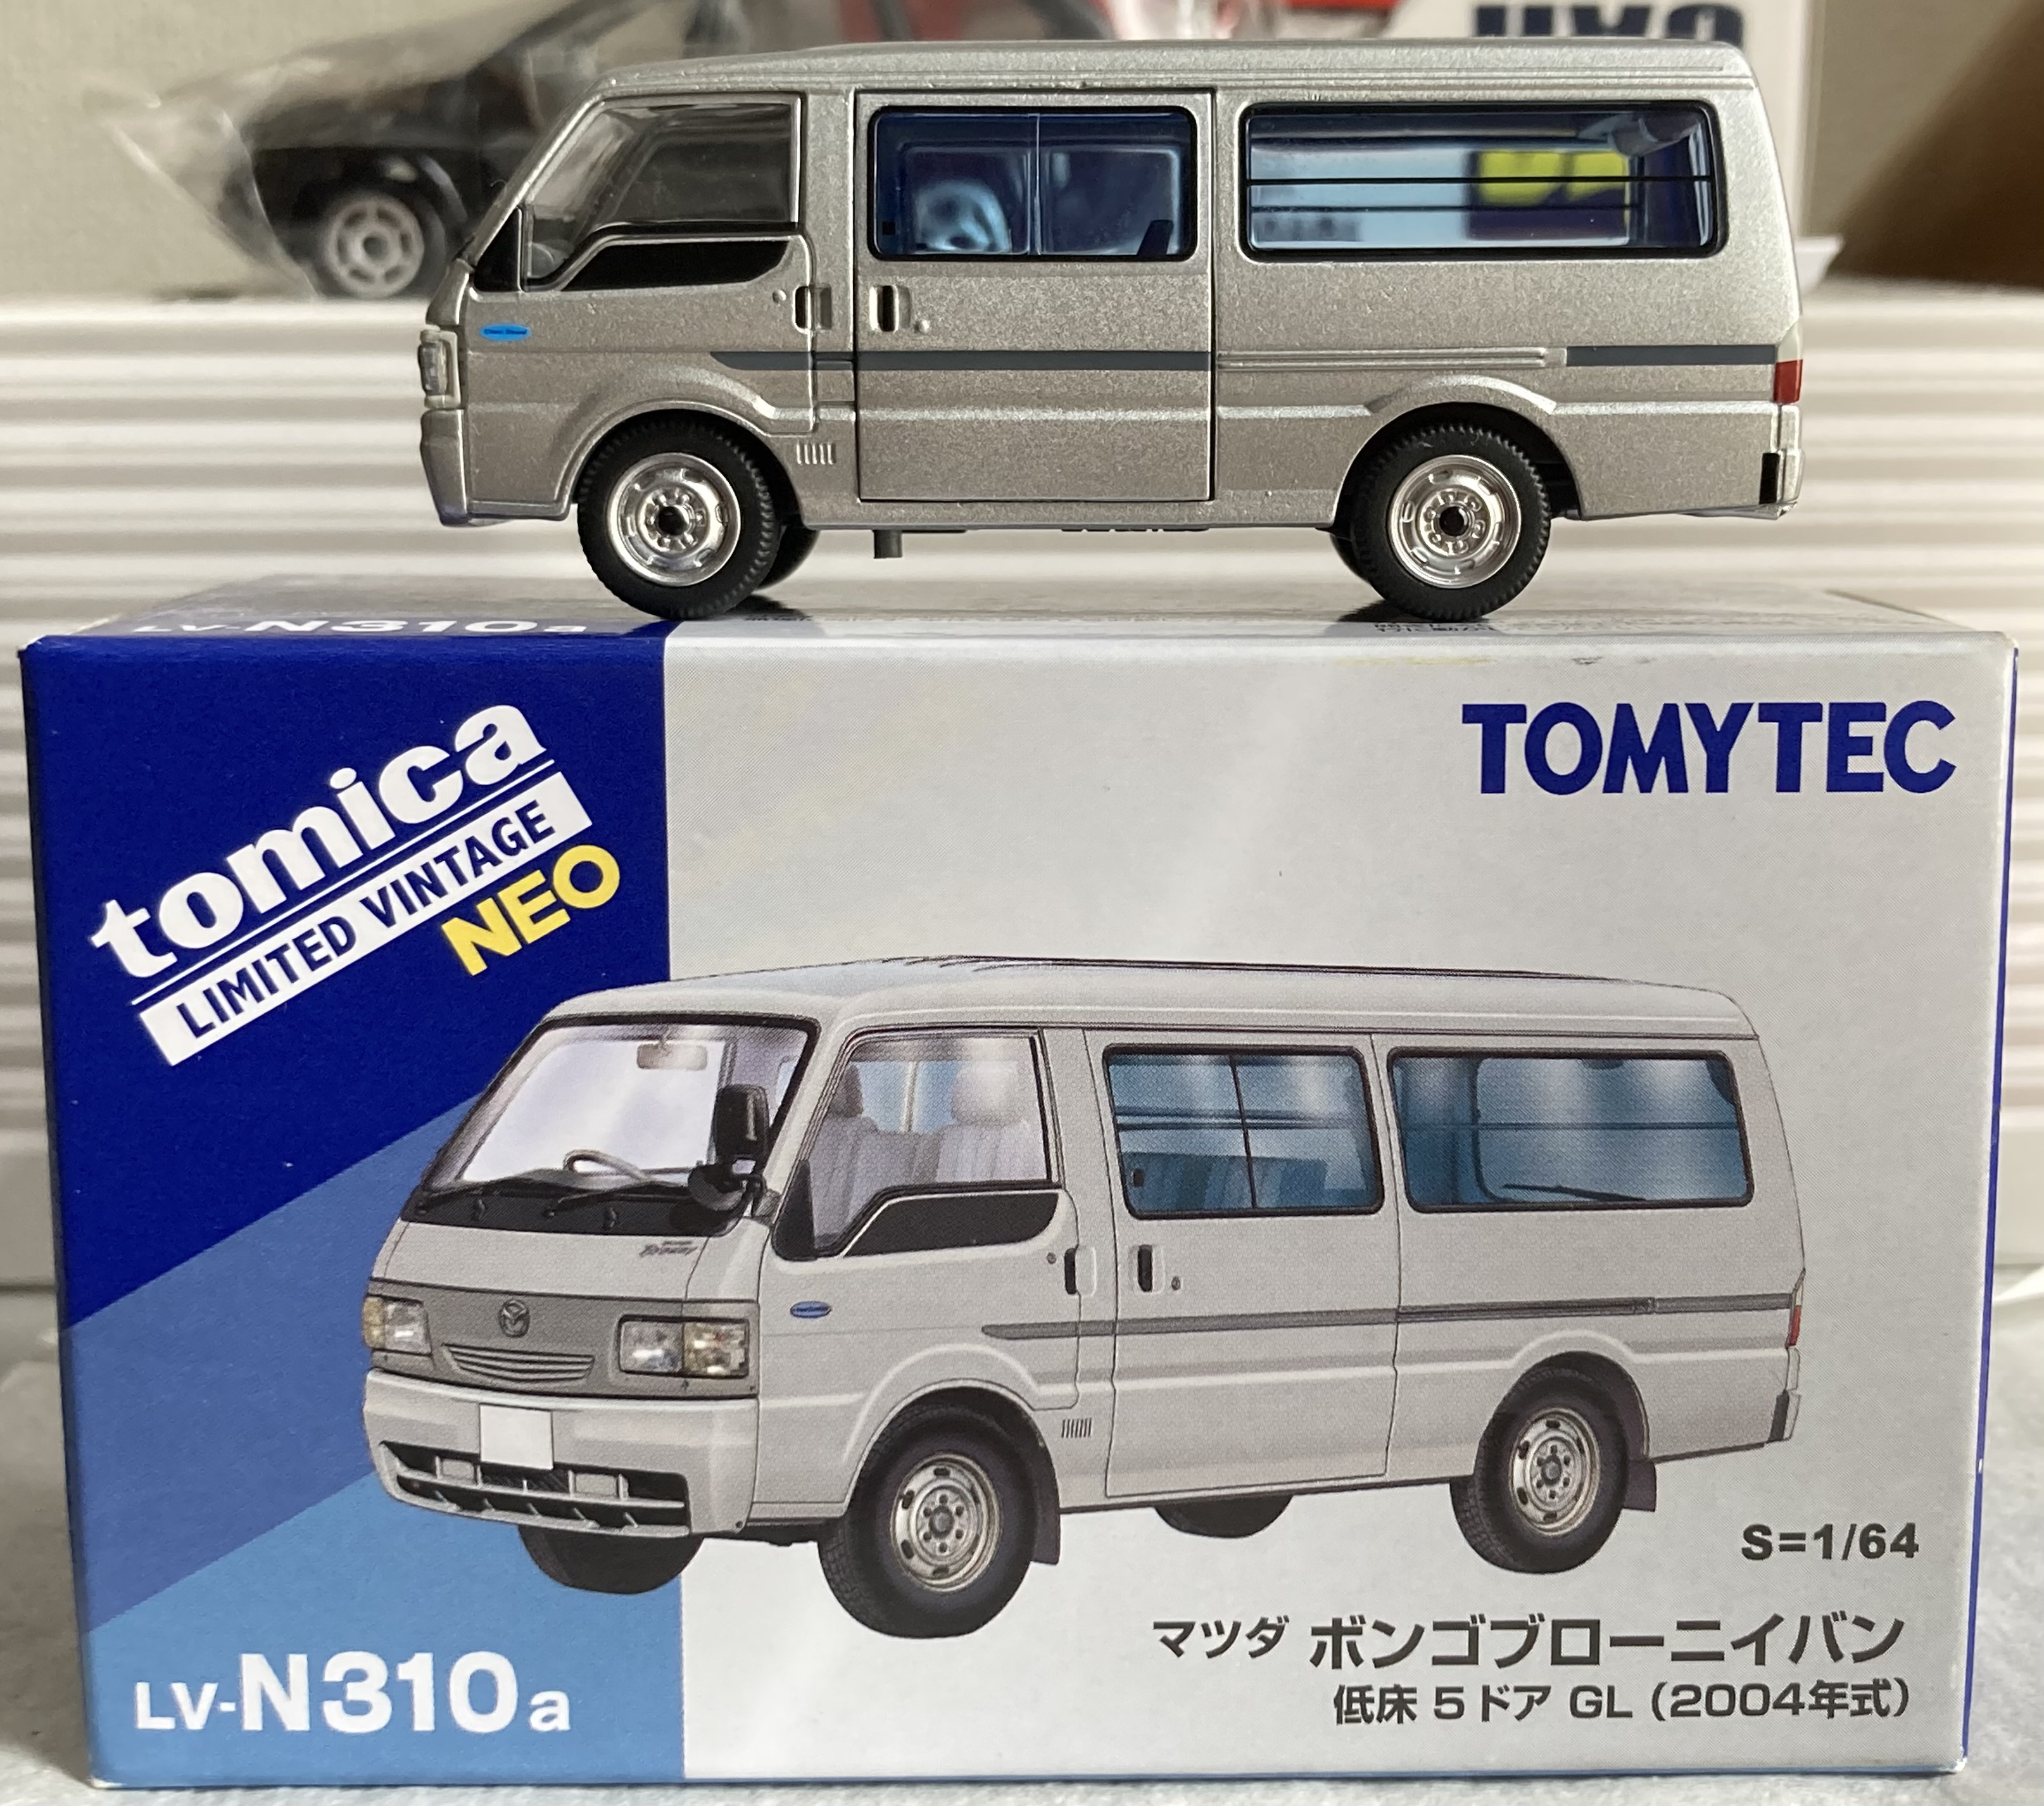 LV-N310a
TOMYTEC
tomica
LIMITED VINTAGE
NEO
S=1/64
マツダ ボンゴブローニイバン
低床 5ドア GL (2004年式)
LV-N310a